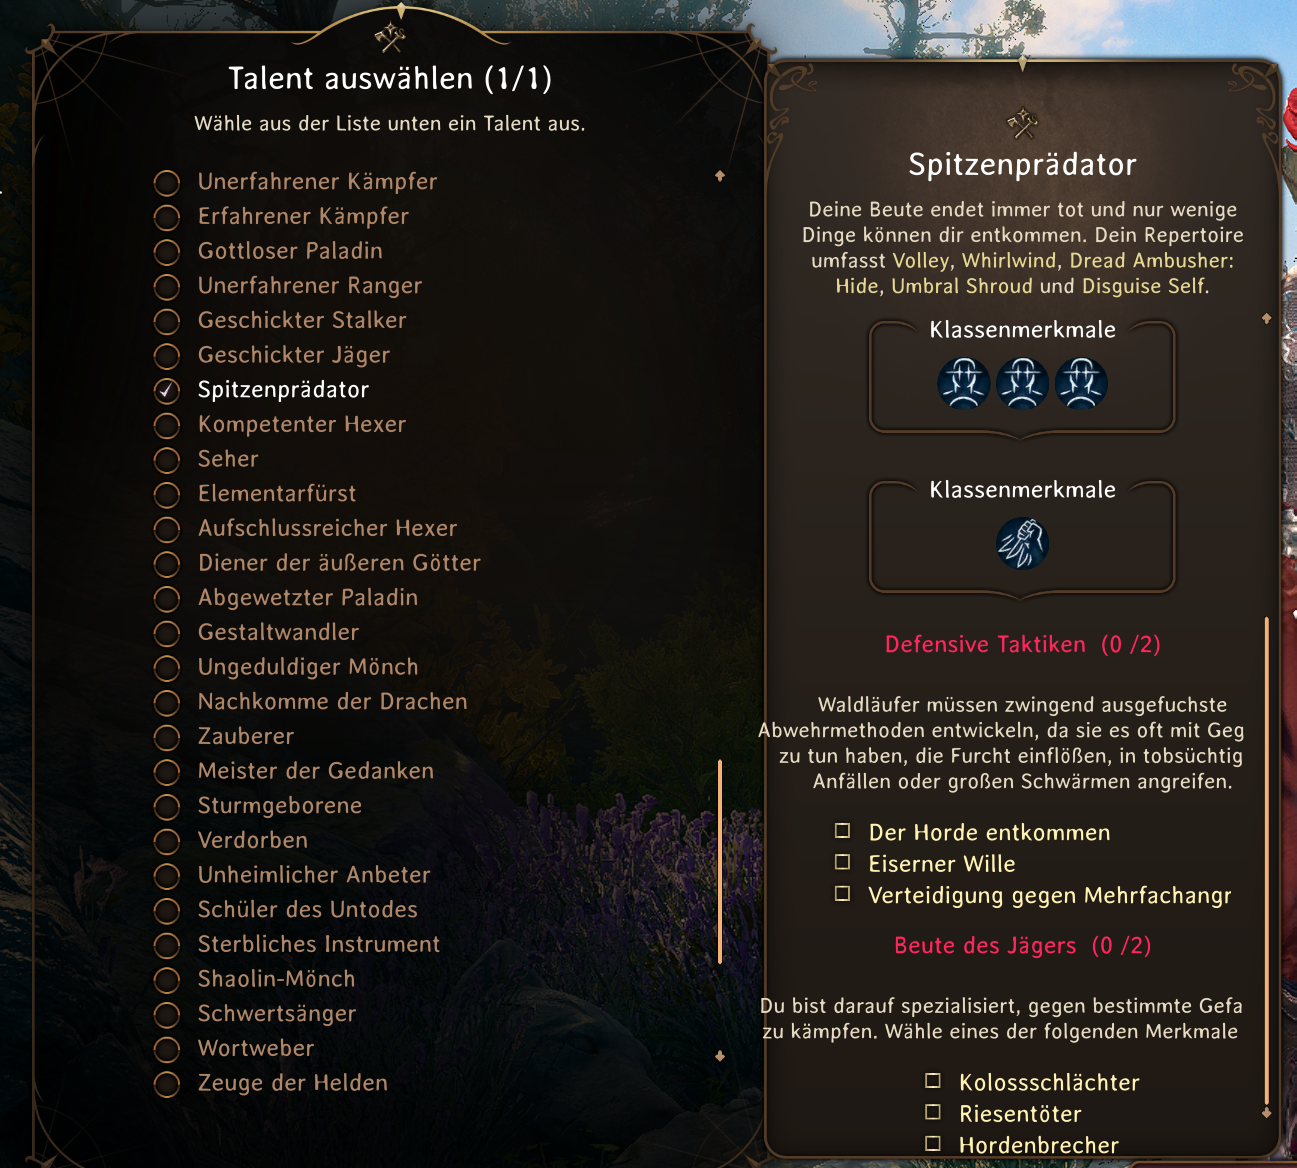 Talent auswählen (1/1)
Wähle aus der Liste unten ein Talent aus.
Unerfahrener Kämpfer
Erfahrener Kämpfer
Gottloser Paladin
Unerfahrener Ranger
Geschickter Stalker
Geschickter Jäger
Spitzenprädator
Kompetenter Hexer
Seher
Elementarfürst
Aufschlussreicher Hexer
Diener der äußeren Götter
Abgewetzter Paladin
Gestaltwandler
Ungeduldiger Mönch
Nachkomme der Drachen
Zauberer
Meister der Gedanken
Sturmgeborene
Verdorben
Unheimlicher Anbeter
Schüler des Untodes
Sterbliches Instrument
Shaolin-Mönch
Schwertsänger
Wortweber
Zeuge der Helden
Spitzenprädator
Deine Beute endet immer tot und nur wenige
Dinge können dir entkommen. Dein Repertoire
umfasst Volley, Whirlwind, Dread Ambusher:
Hide, Umbral Shroud und Disguise Self.
Klassenmerkmale
Klassenmerkmale
Defensive Taktiken (0 /2)
Waldläufer müssen zwingend ausgefuchste
Abwehrmethoden entwickeln, da sie es oft mit Geg
zu tun haben, die Furcht einflößen, in tobsüchtig
Anfällen oder großen Schwärmen angreifen.
Der Horde entkommen
Eiserner Wille
Verteidigung gegen Mehrfachangr
Beute des Jägers (0 /2)
Du bist darauf spezialisiert, gegen bestimmte Gefa
zu kämpfen. Wähle eines der folgenden Merkmale
Kolossschlächter
Riesentöter
Hordenbrecher